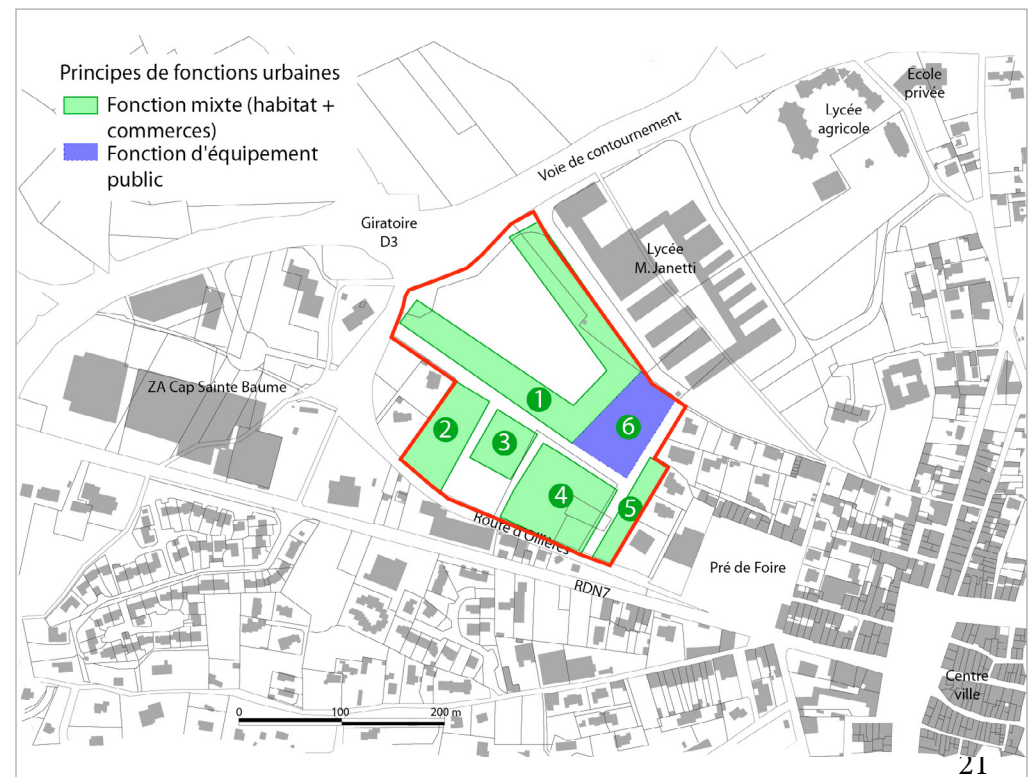 Principes de fonctions urbaines
Fonction mixte (habitat +
commerces)
Fonction d'équipement
public
Ecole
privée
Lycée
agricole
Voie de contournement
Giratoire
D3
Lycée
M.Janetti
ZA Cap Sainte Baume
1
2
3
4
5
6
Route d'Ollières
RDN7
Pré de Foire
Centre
ville
0 100 200 m
21